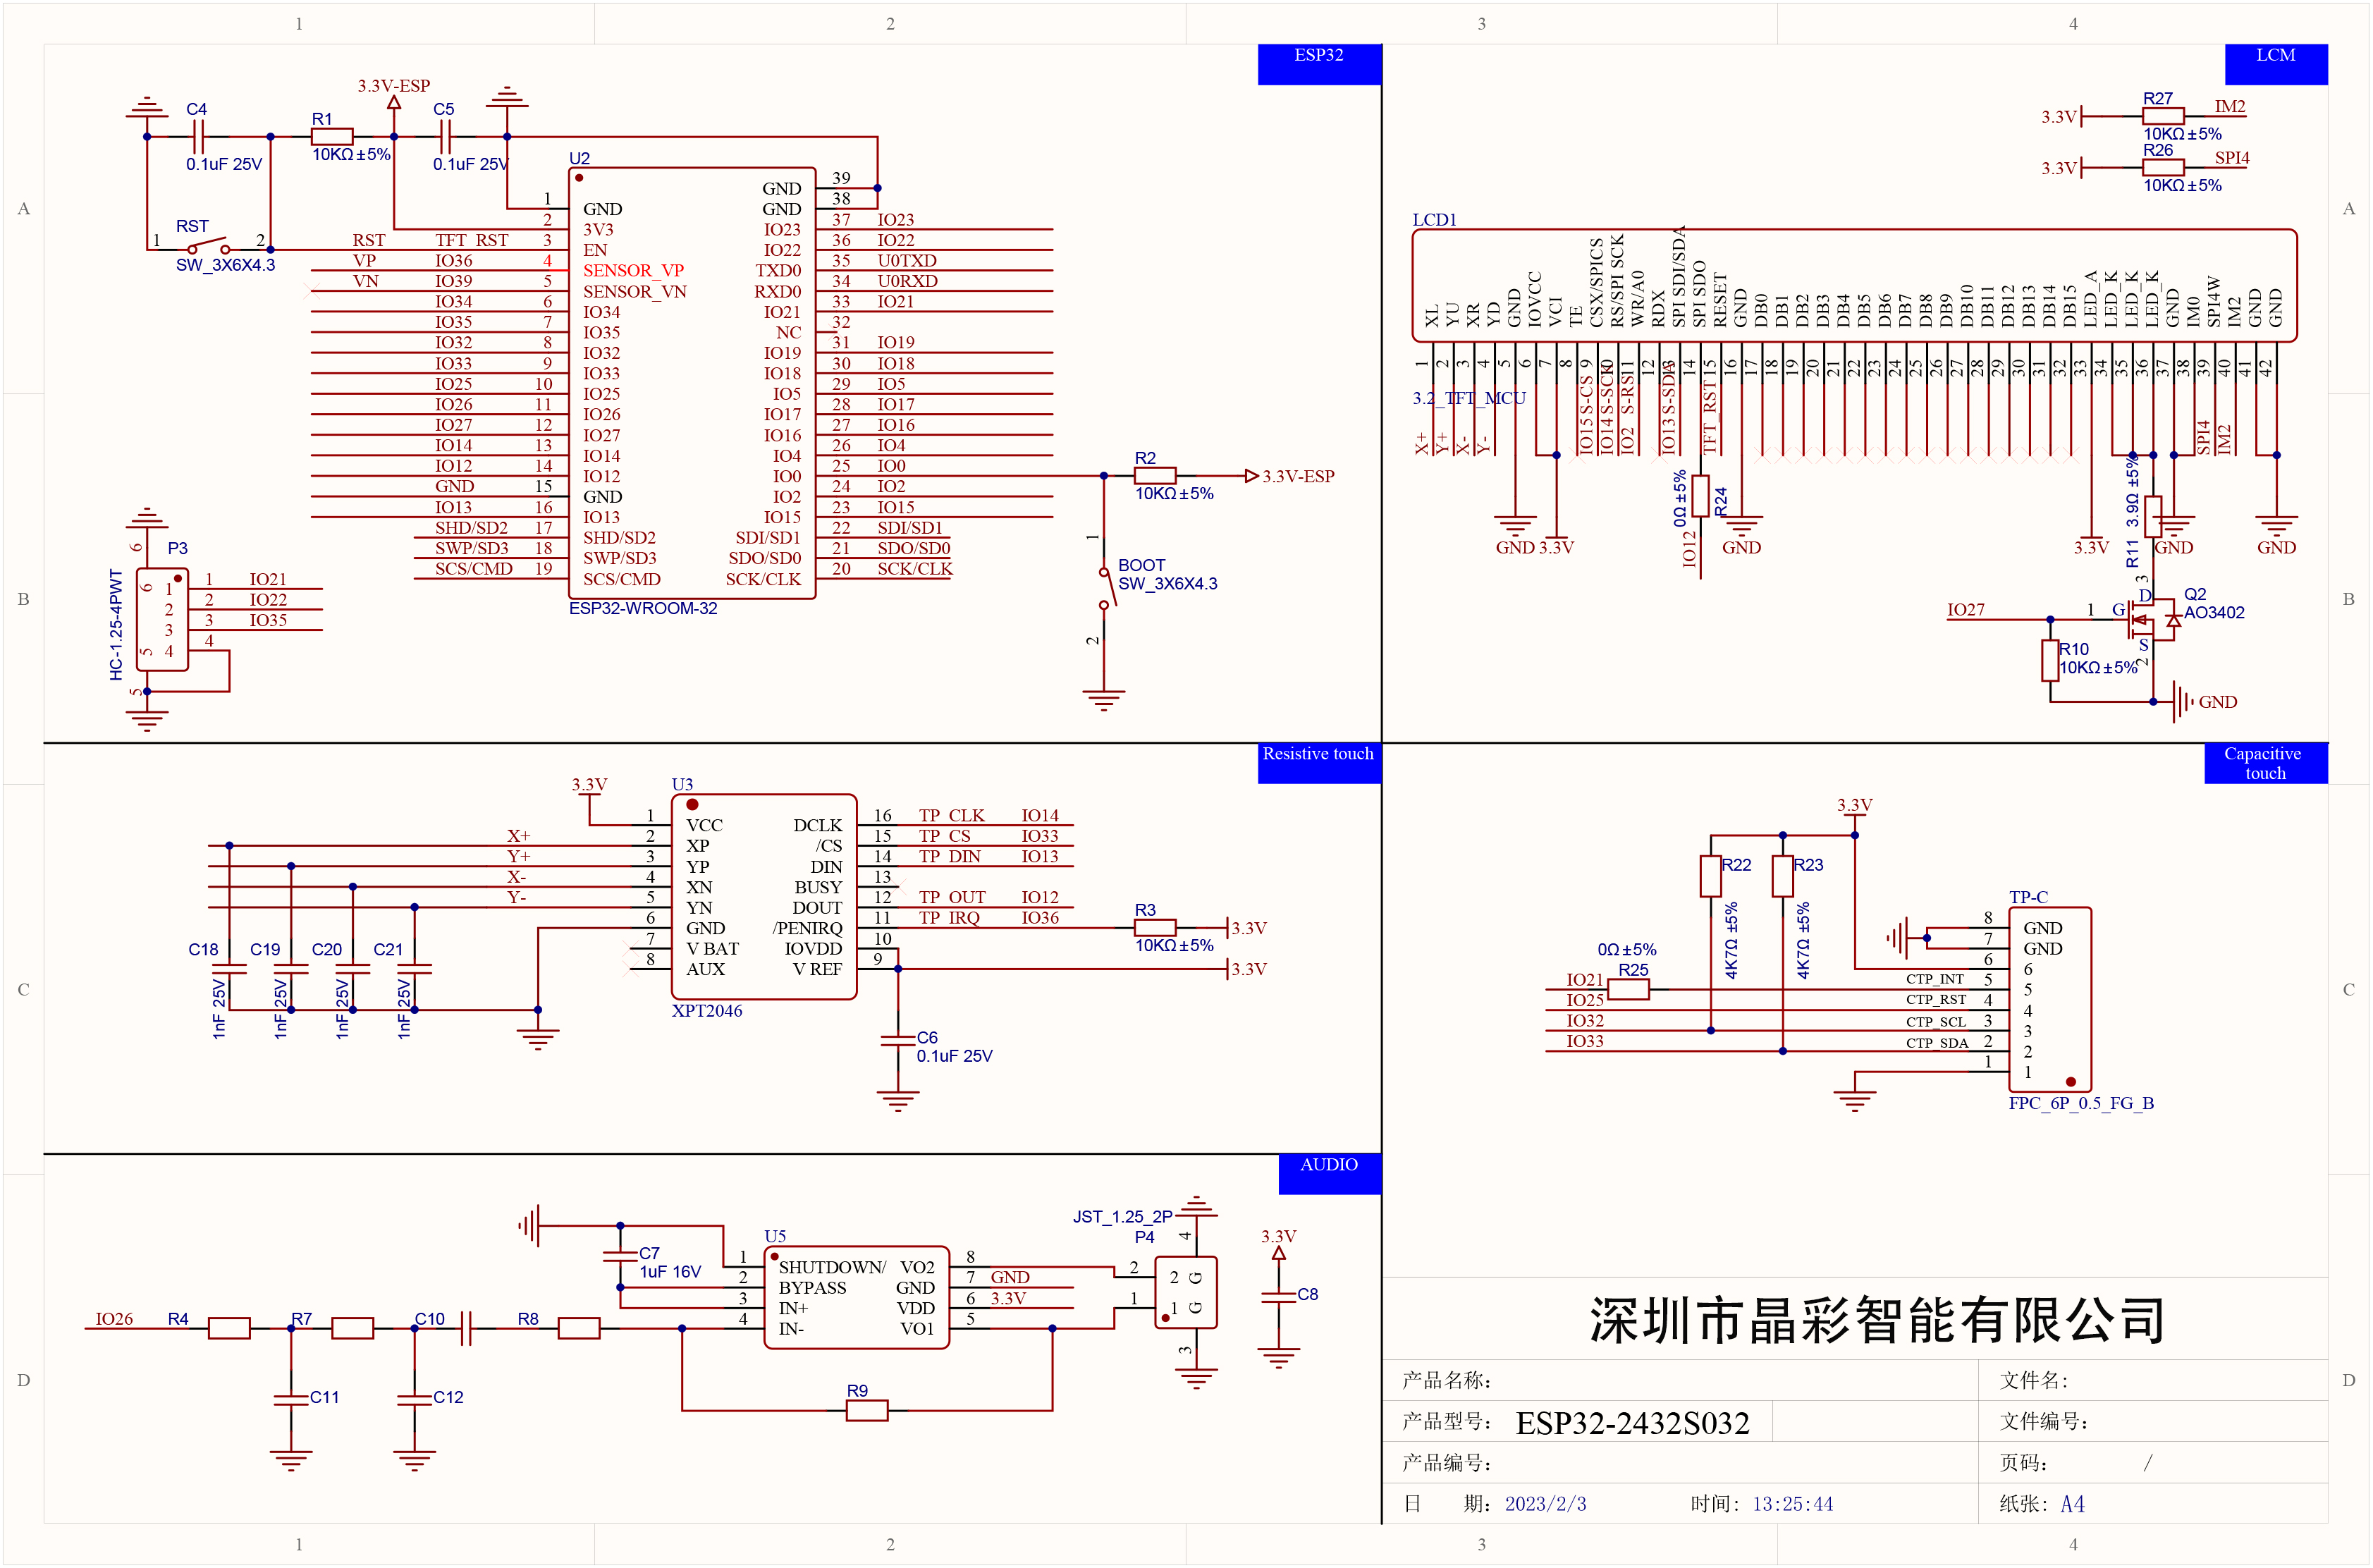 1 2 3 4
A
B
C
D
ESP32
3.3V-ESP
C4
0.1uF 25V
R1
10KΩ±5%
C5
0.1uF 25V
RST
1 2
SW_3X6X4.3
U2
1 GND
2 3V3
RST TFT_RST 3 EN
VP IO36 4 SENSOR_VP
VN IO39 5 SENSOR_VN
IO34 6 IO34
IO35 7 IO35
IO32 8 IO32
IO33 9 IO33
IO25 10 IO25
IO26 11 IO26
IO27 12 IO27
IO14 13 IO14
IO12 14 IO12
GND 15 GND
IO13 16 IO13
SHD/SD2 17 SHD/SD2
SWP/SD3 18 SWP/SD3
SCS/CMD 19 SCS/CMD
GND 39
GND 38
IO23 37 IO23
IO22 36 IO22
TXD0 35 U0TXD
RXD0 34 U0RXD
IO21 33 IO21
NC 32
IO19 31 IO19
IO18 30 IO18
IO5 29 IO5
IO17 28 IO17
IO16 27 IO16
IO4 26 IO4
IO0 25 IO0
IO2 24 IO2
IO15 23 IO15
SDI/SD1 22 SDI/SD1
SDO/SD0 21 SDO/SD0
SCK/CLK 20 SCK/CLK
ESP32-WROOM-32
R2
10KΩ±5%
3.3V-ESP
1
BOOT
SW_3X6X4.3
2
P3
HC-1.25-4PWT
6
6
5
5
1 1 IO21
2 2 IO22
3 3 IO35
4 4
LCM
3.3V R27 IM2
10KΩ±5%
3.3V R26 SPI4
10KΩ±5%
LCD1
XL 1 X+
YU 2 Y+
XR 3 X-
YD 4 Y-
GND 5
IOVCC 6
VCI 7
TE 8
CSX/SPICS 9 IO15 S-CS
RS/SPI SCK 10 IO14 S-SCK
WR/A0 11 IO2 S-RS
RDX 12
SPI SDI/SDA 13 IO13 S-SDA
SPI SDO 14
RESET 15 TFT_RST
GND 16
DB0 17
DB1 18
DB2 19
DB3 20
DB4 21
DB5 22
DB6 23
DB7 24
DB8 25
DB9 26
DB10 27
DB11 28
DB12 29
DB13 30
DB14 31
DB15 32
LED_A 33
LED_K 34
LED_K 35
LED_K 36
GND 37
IM0 38
SPI4W 39 SPI4
IM2 40 IM2
GND 41
GND 42
3.2_TFT_MCU
GND 3.3V
0Ω±5%
R24
IO12
GND
3.3V
R11 3.9Ω±5%
GND
GND
IO27
1 G
3 D
S 2
Q2
AO3402
R10
10KΩ±5%
GND
Resistive touch
3.3V
U3
1 VCC
X+ 2 XP
Y+ 3 YP
X- 4 XN
Y- 5 YN
6 GND
7 V BAT
8 AUX
DCLK 16 TP_CLK IO14
/CS 15 TP_CS IO33
DIN 14 TP_DIN IO13
BUSY 13
DOUT 12 TP_OUT IO12
/PENIRQ 11 TP_IRQ IO36
IOVDD 10
V REF 9
XPT2046
R3
10KΩ±5%
3.3V
3.3V
C18 C19 C20 C21
1nF 25V 1nF 25V 1nF 25V 1nF 25V
C6
0.1uF 25V
Capacitive
touch
3.3V
R22
4K7Ω±5%
R23
4K7Ω±5%
0Ω±5%
R25
TP-C
8 GND
7 GND
6 6
IO21 CTP_INT 5 5
IO25 CTP_RST 4 4
IO32 CTP_SCL 3 3
IO33 CTP_SDA 2 2
1 1
FPC_6P_0.5_FG_B
AUDIO
C7
1uF 16V
U5
1 SHUTDOWN/
2 BYPASS
3 IN+
4 IN-
VO2 8
GND 7 GND
VDD 6 3.3V
VO1 5
JST_1.25_2P
P4
4
2 2 G
1 1 G
3
3.3V
C8
IO26 R4 R7 C10 R8
C11 C12
R9
深圳市晶彩智能有限公司
产品名称：
文件名：
产品型号： ESP32-2432S032
文件编号：
产品编号：
页码： /
日 期： 2023/2/3 时间： 13:25:44
纸张： A4
A
B
C
D
1 2 3 4